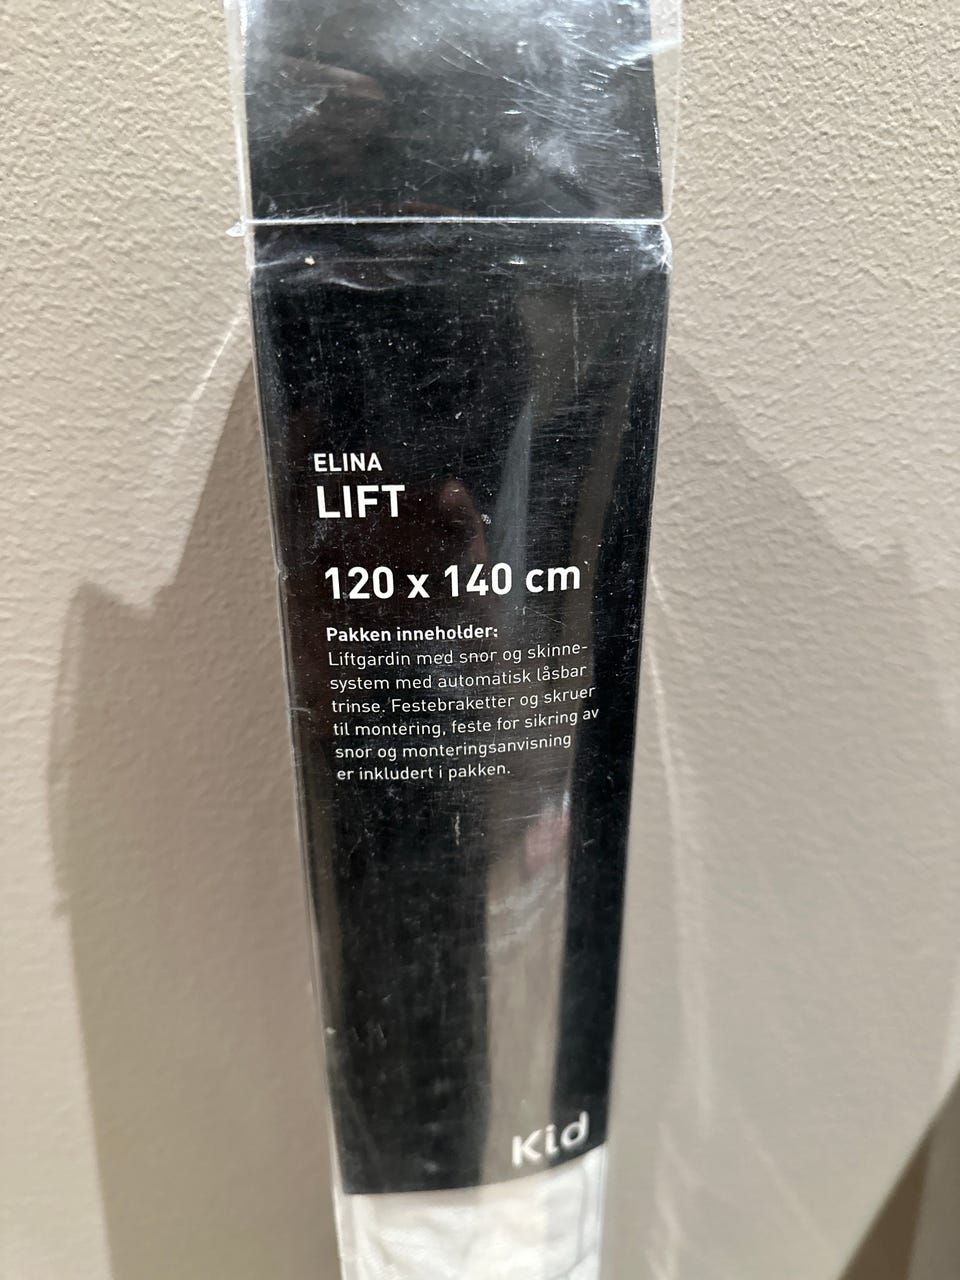 ELINA
LIFT
120 x 140 cm
Pakken inneholder:
Liftgardin med snor og skinne-
system med automatisk låsbar
trinse. Festebraketter og skruer
til montering, feste for sikring av
snor og monteringsanvisning
er inkludert i pakken.
Kid